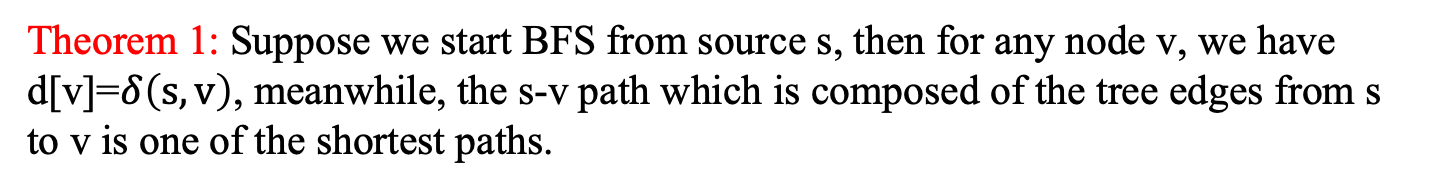 Theorem 1: Suppose we start BFS from source s, then for any node v, we have
d[v]=δ(s, v), meanwhile, the s-v path which is composed of the tree edges from s
to v is one of the shortest paths.